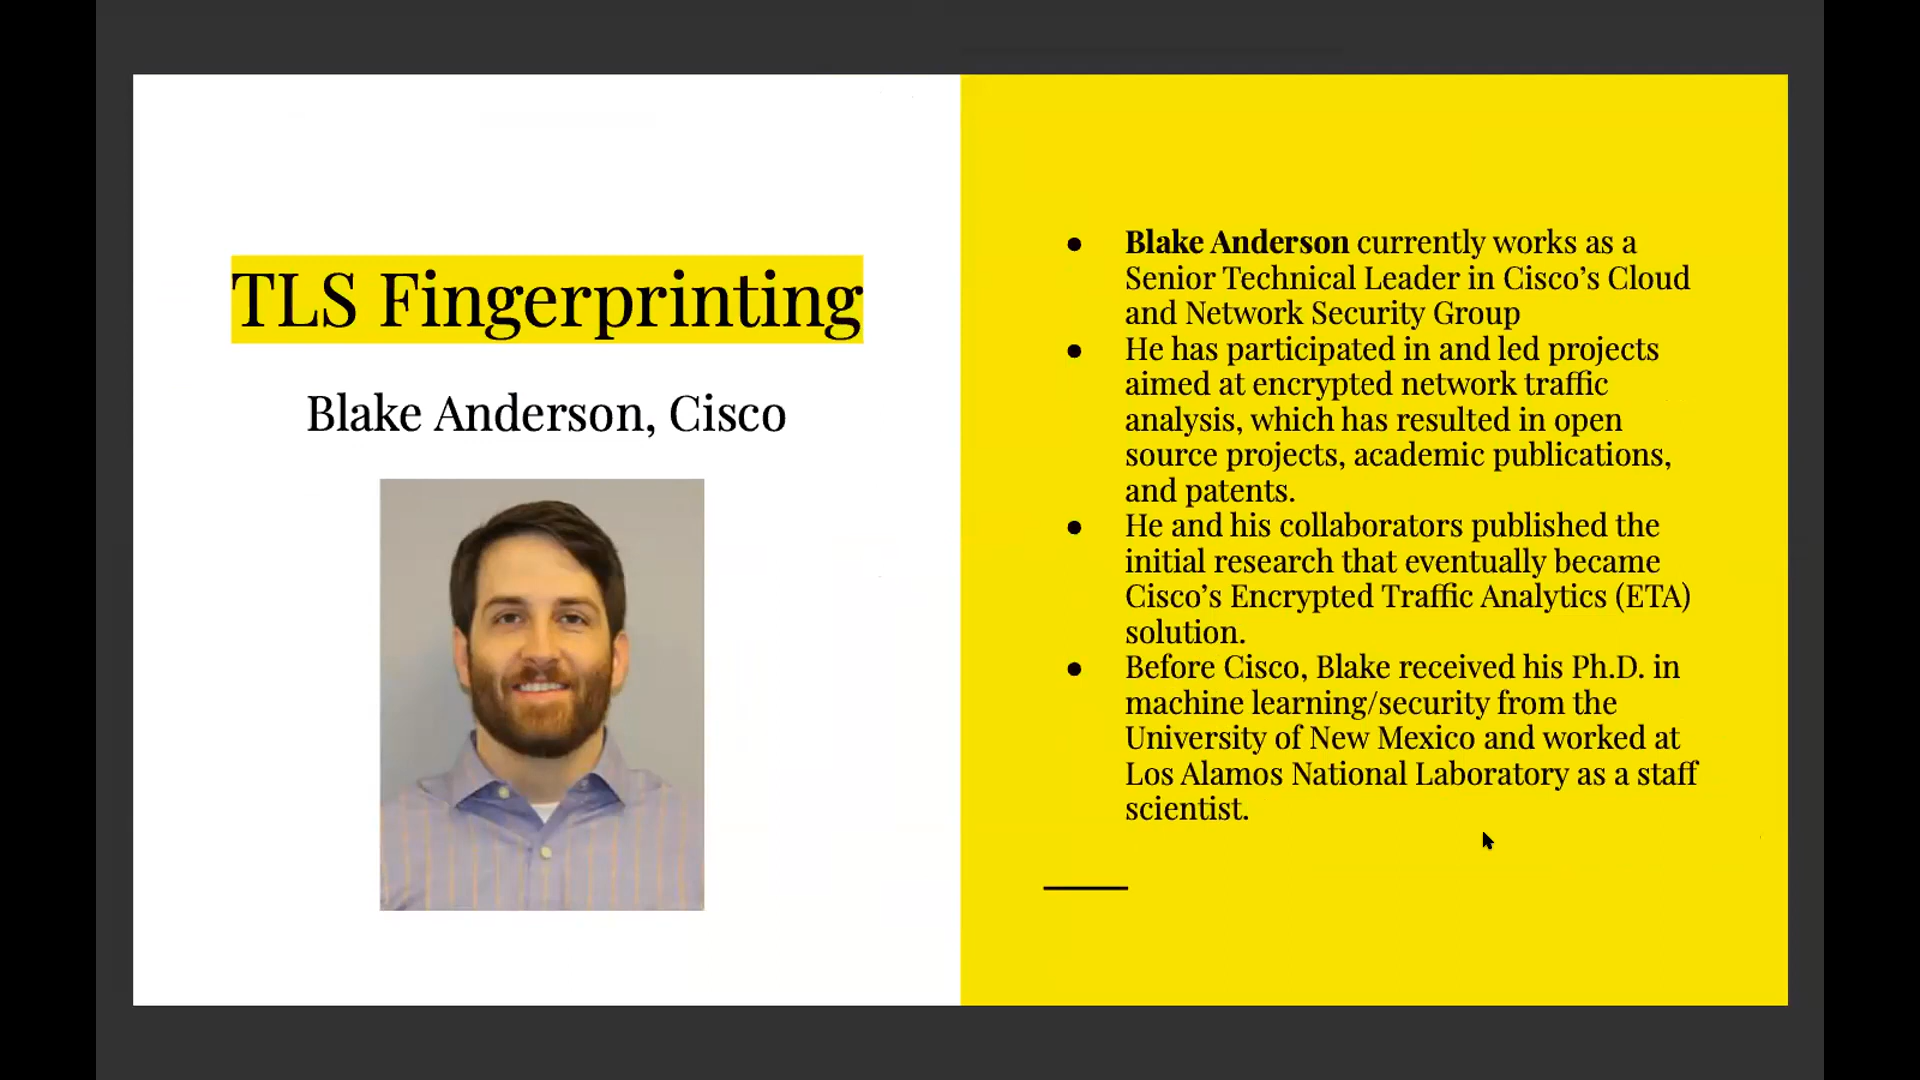 TLS Fingerprinting
Blake Anderson, Cisco
● Blake Anderson currently works as a
Senior Technical Leader in Cisco’s Cloud
and Network Security Group
● He has participated in and led projects
aimed at encrypted network traffic
analysis, which has resulted in open
source projects, academic publications,
and patents.
● He and his collaborators published the
initial research that eventually became
Cisco’s Encrypted Traffic Analytics (ETA)
solution.
● Before Cisco, Blake received his Ph.D. in
machine learning/security from the
University of New Mexico and worked at
Los Alamos National Laboratory as a staff
scientist.